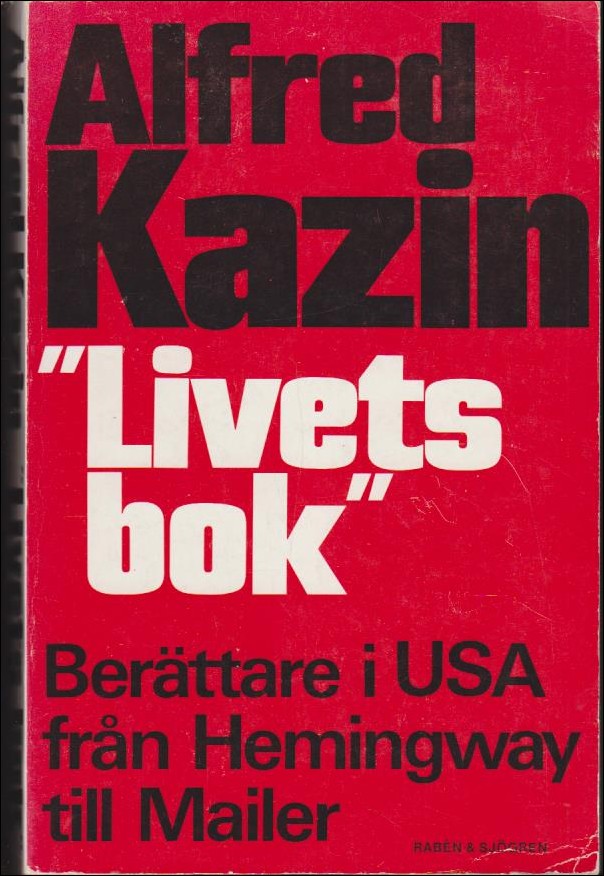 Alfred
Kazin
"Livets
bok"
Berättare i USA
från Hemingway
till Mailer
RABÉN & SJÖGREN